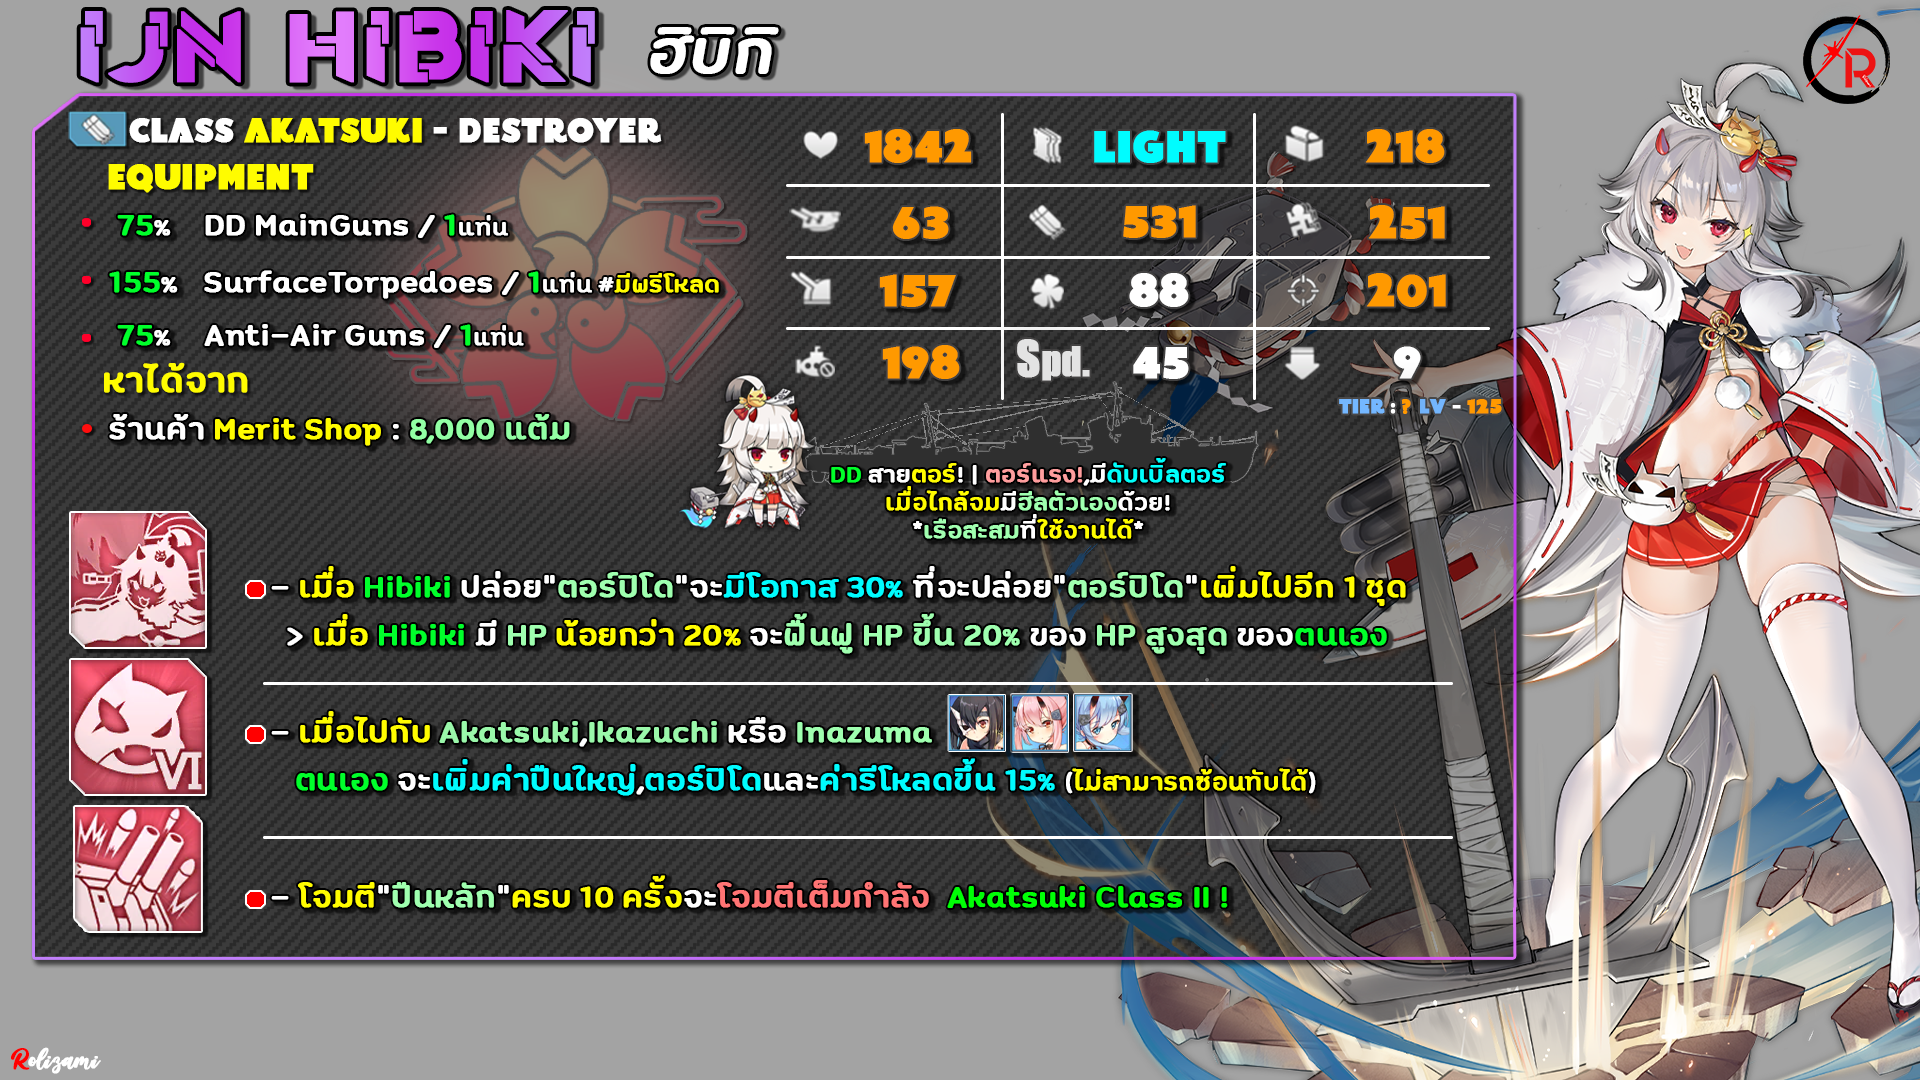 IJN HIBIKI ฮิบิกิ
R
CLASS AKATSUKI - DESTROYER
EQUIPMENT
75% DD MainGuns / 1แท่น
155% SurfaceTorpedoes / 1แท่น #มีพรีโหลด
75% Anti-Air Guns / 1แท่น
หาได้จาก
ร้านค้า Merit Shop : 8,000 แต้ม
1842 LIGHT 218
63 531 251
157 88 201
198 Spd. 45 9
TIER : ? LV - 125
DD สายตอร์! | ตอร์แรง!,มีดับเบิ้ลตอร์
เมื่อใกล้จมมีฮีลตัวเองด้วย!
*เรือสะสมที่ใช้งานได้*
- เมื่อ Hibiki ปล่อย"ตอร์ปิโด"จะมีโอกาส 30% ที่จะปล่อย"ตอร์ปิโด"เพิ่มไปอีก 1 ชุด
> เมื่อ Hibiki มี HP น้อยกว่า 20% จะฟื้นฟู HP ขึ้น 20% ของ HP สูงสุด ของตนเอง
- เมื่อไปกับ Akatsuki,Ikazuchi หรือ Inazuma
ตนเอง จะเพิ่มค่าปืนใหญ่,ตอร์ปิโดและค่ารีโหลดขึ้น 15% (ไม่สามารถซ้อนทับได้)
VI
- โจมตี"ปืนหลัก"ครบ 10 ครั้งจะโจมตีเต็มกำลัง Akatsuki Class II !
Rolizami